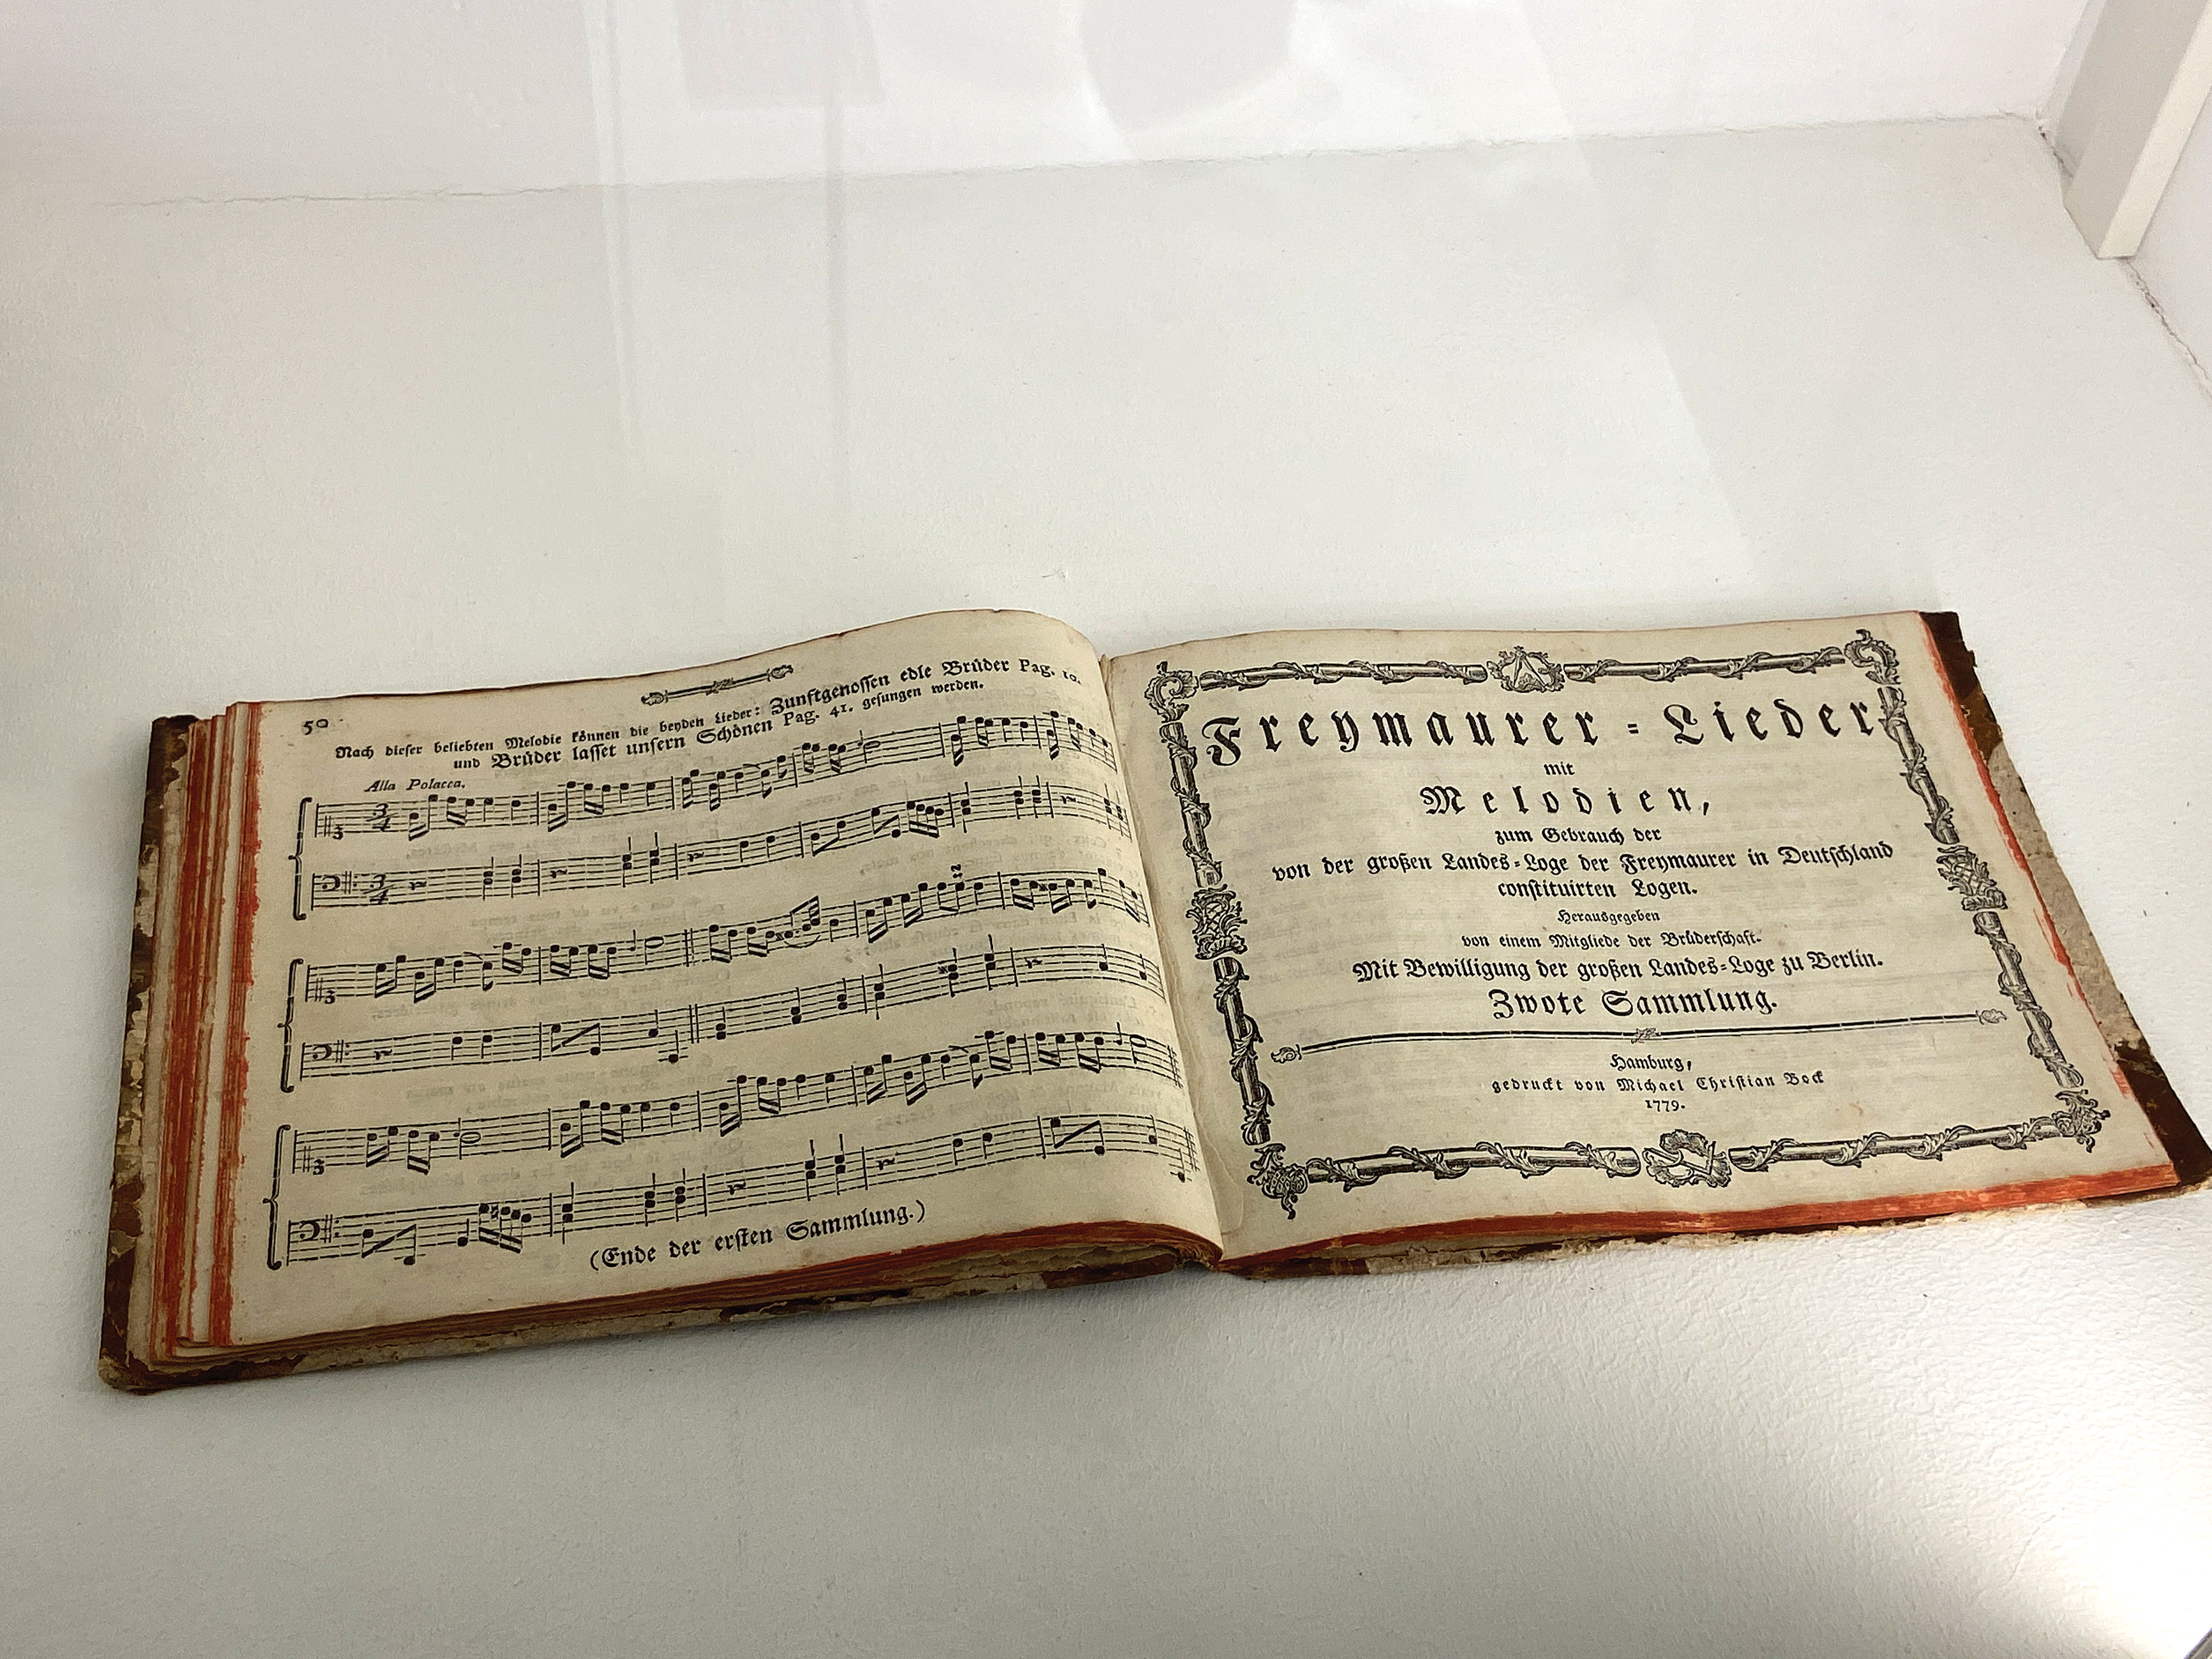 50
Nach dieser beliebten Melodie können die beyden Lieder: Zunftgenossen edle Brüder Pag. 10.
und Brüder lasset unsern Schönen Pag. 41. gesungen werden.
Alla Polacca.
(Ende der ersten Sammlung.)
Freymaurer-Lieder
mit
Melodien,
zum Gebrauch der
von der großen Landes-Loge der Freymaurer in Deutschland
constituirten Logen.
Herausgegeben
von einem Mitgliede der Brüderschaft.
Mit Bewilligung der großen Landes-Loge zu Berlin.
Zwote Sammlung.
Hamburg,
gedruckt von Michael Christian Bock
1779.